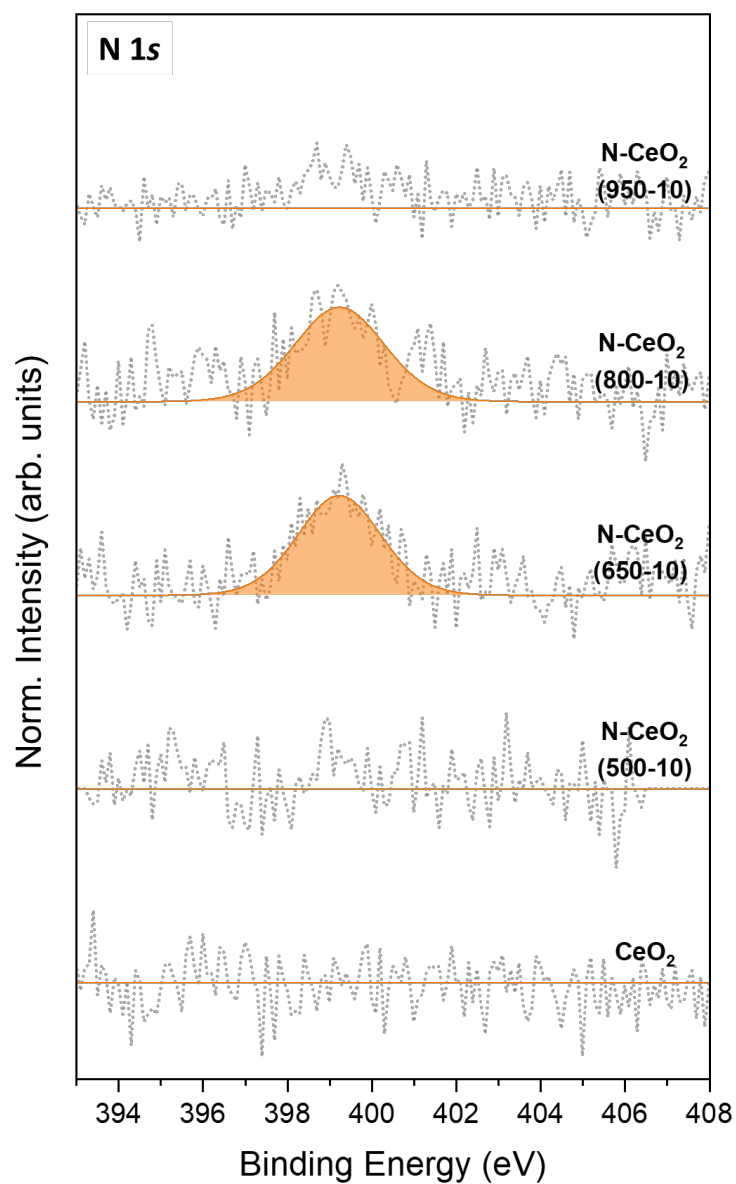 N 1s
N-CeO₂
(950-10)
N-CeO₂
(800-10)
N-CeO₂
(650-10)
N-CeO₂
(500-10)
CeO₂
Norm. Intensity (arb. units)
394 396 398 400 402 404 406 408
Binding Energy (eV)